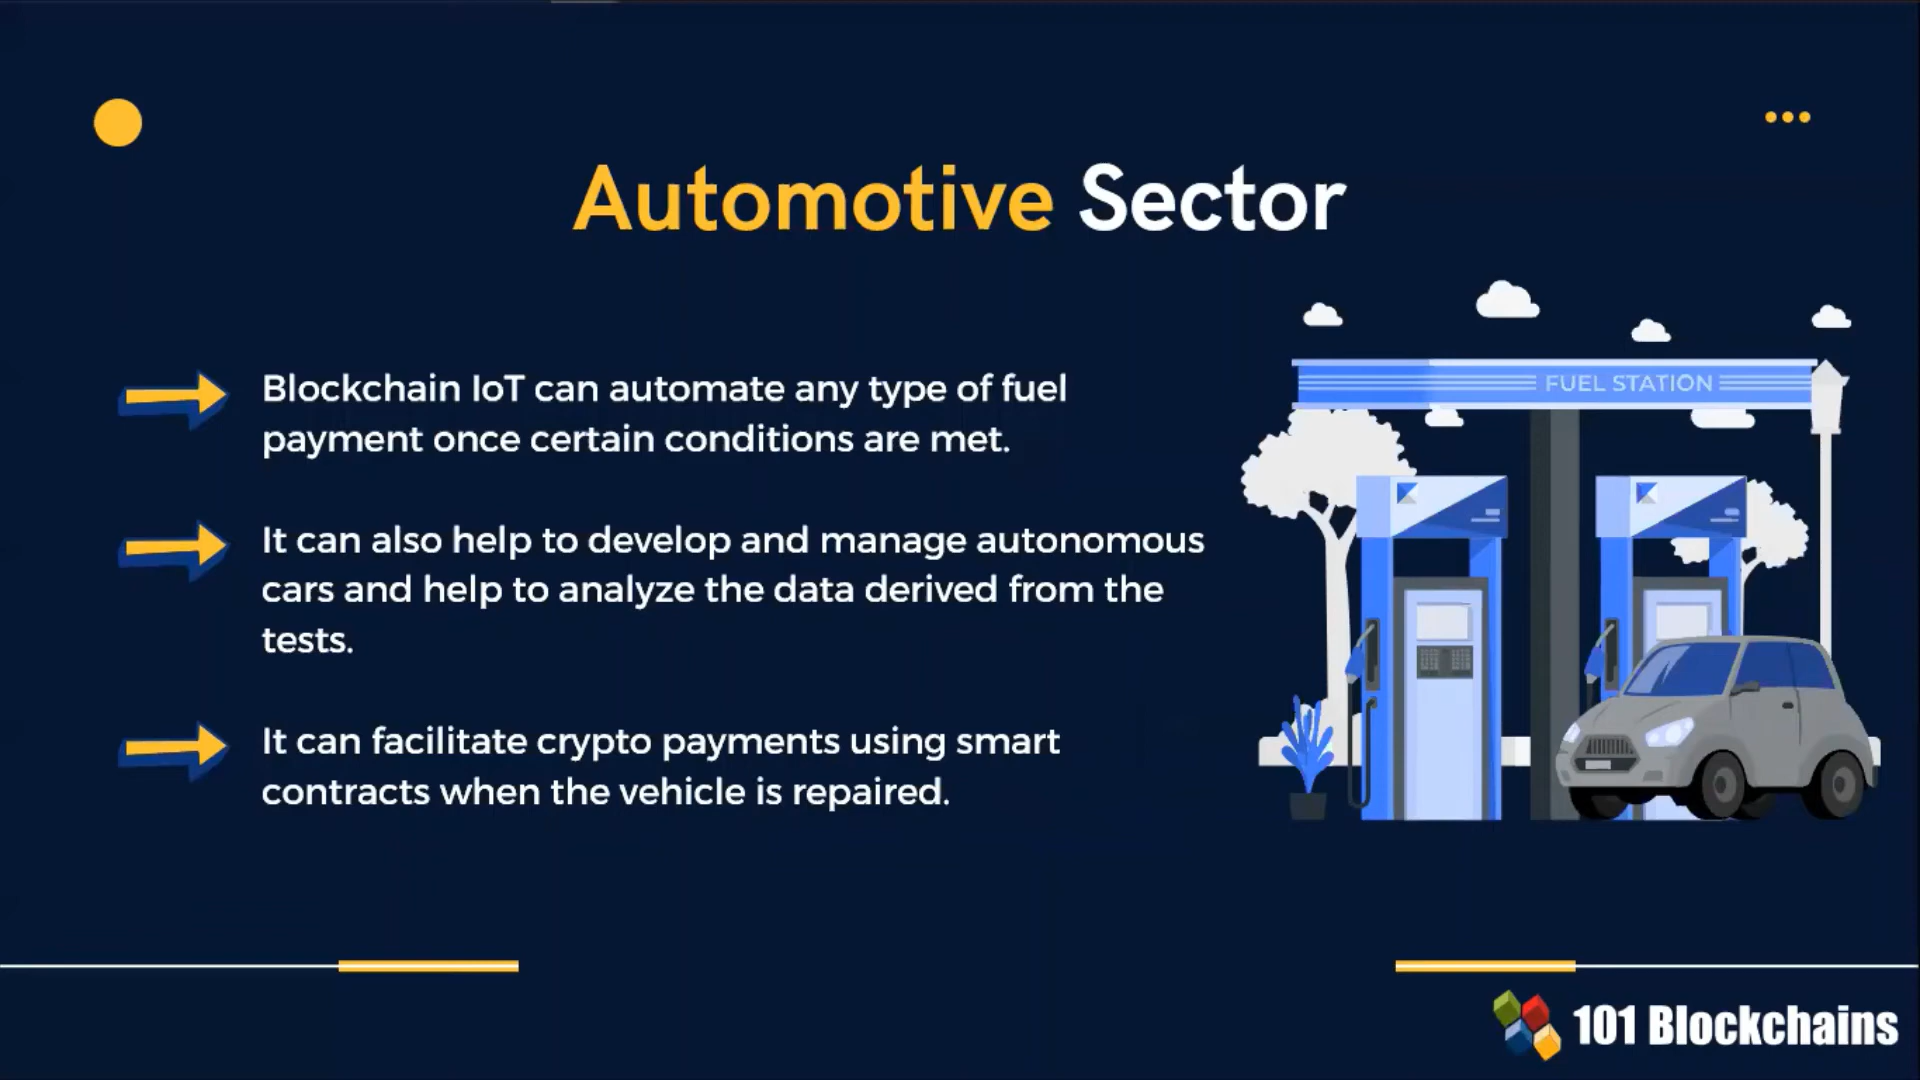 Automotive Sector
Blockchain IoT can automate any type of fuel
payment once certain conditions are met.
It can also help to develop and manage autonomous
cars and help to analyze the data derived from the
tests.
It can facilitate crypto payments using smart
contracts when the vehicle is repaired.
FUEL STATION
101 Blockchains